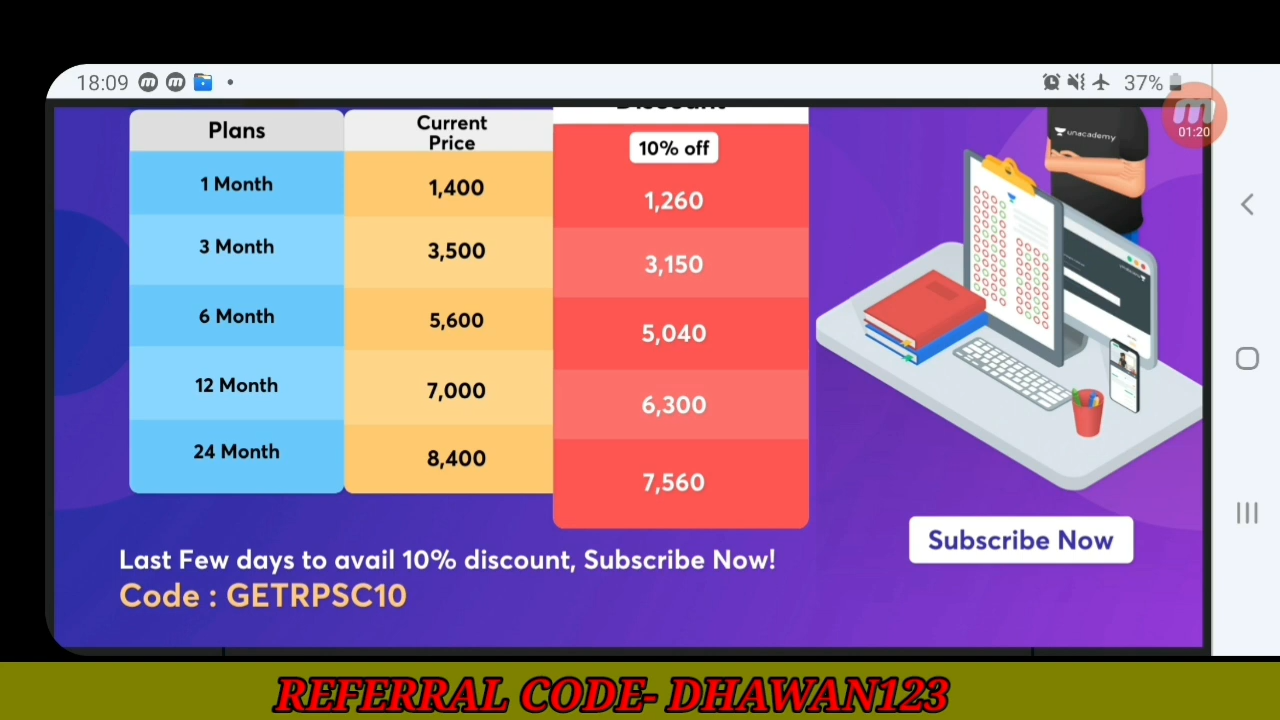 18:09
37%
01:20
Plans
Current
Price
Discount
10% off
1 Month
1,400
1,260
3 Month
3,500
3,150
6 Month
5,600
5,040
12 Month
7,000
6,300
24 Month
8,400
7,560
unacademy
Last Few days to avail 10% discount, Subscribe Now!
Code : GETRPSC10
Subscribe Now
REFERRAL CODE- DHAWAN123